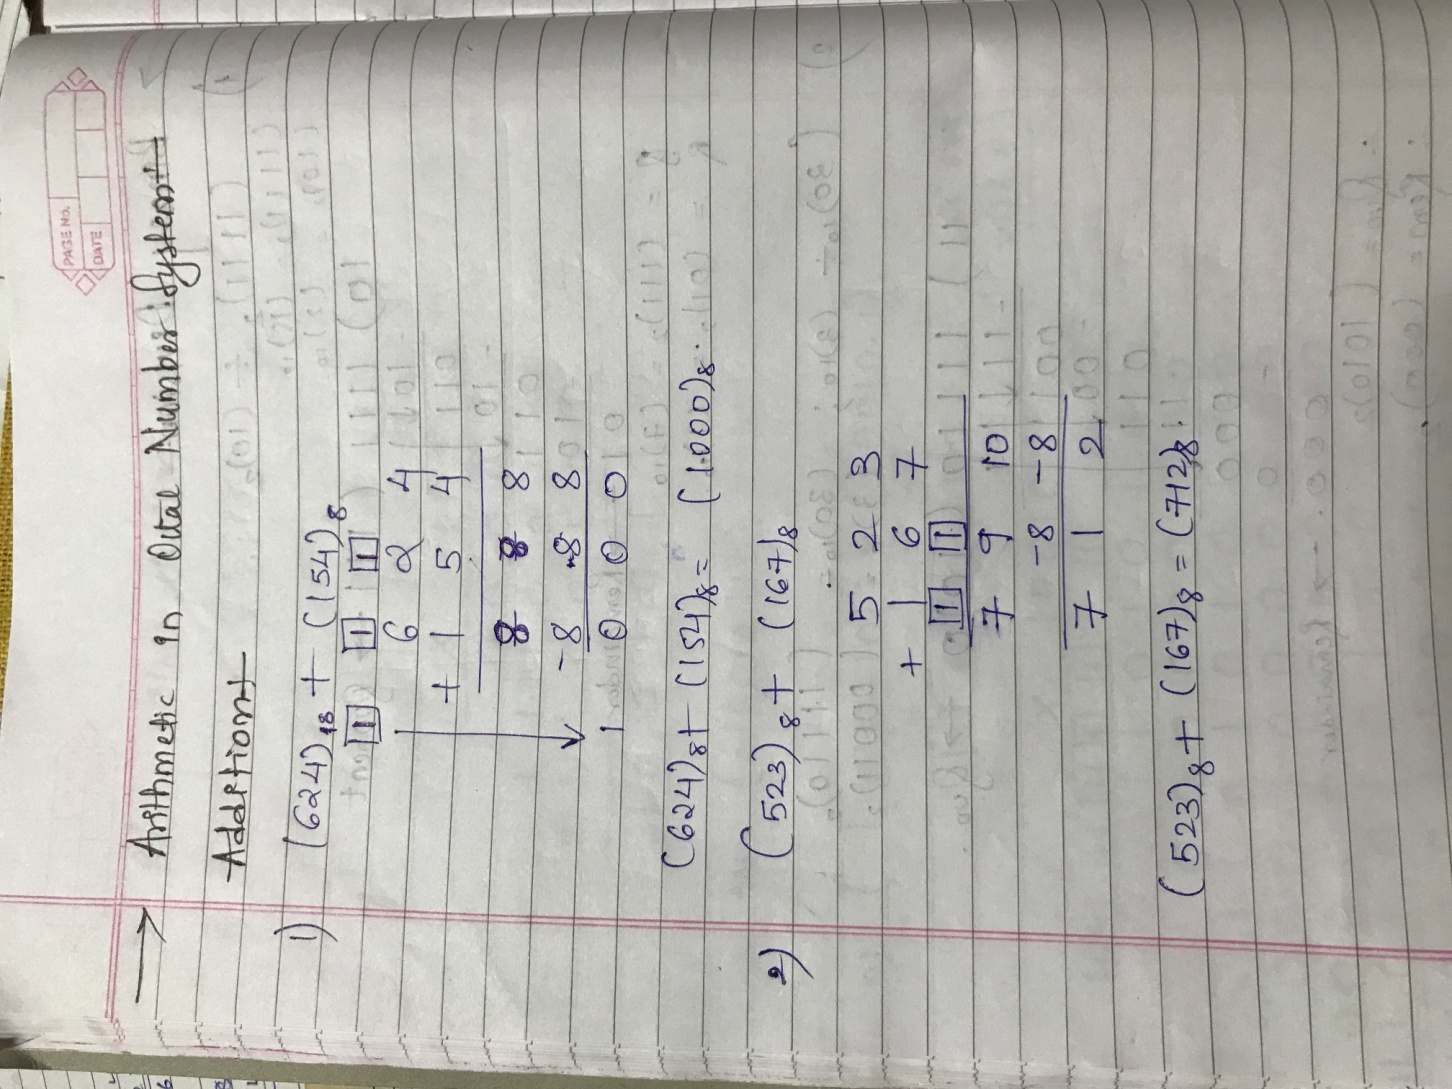 PAGE NO.
DATE
→ Arithmetic in Octal Number System:-
Addition:-
1) (624)₈ + (154)₈
1 1 1
6 2 4
+ 1 5 4
8 8 8
-8 -8 8
1 0 0 0
(624)₈ + (154)₈ = (1000)₈.
2) (523)₈ + (167)₈
5 2 3
+ 1 6 7
1 1
7 9 10
-8 -8
7 1 2
(523)₈ + (167)₈ = (712)₈.